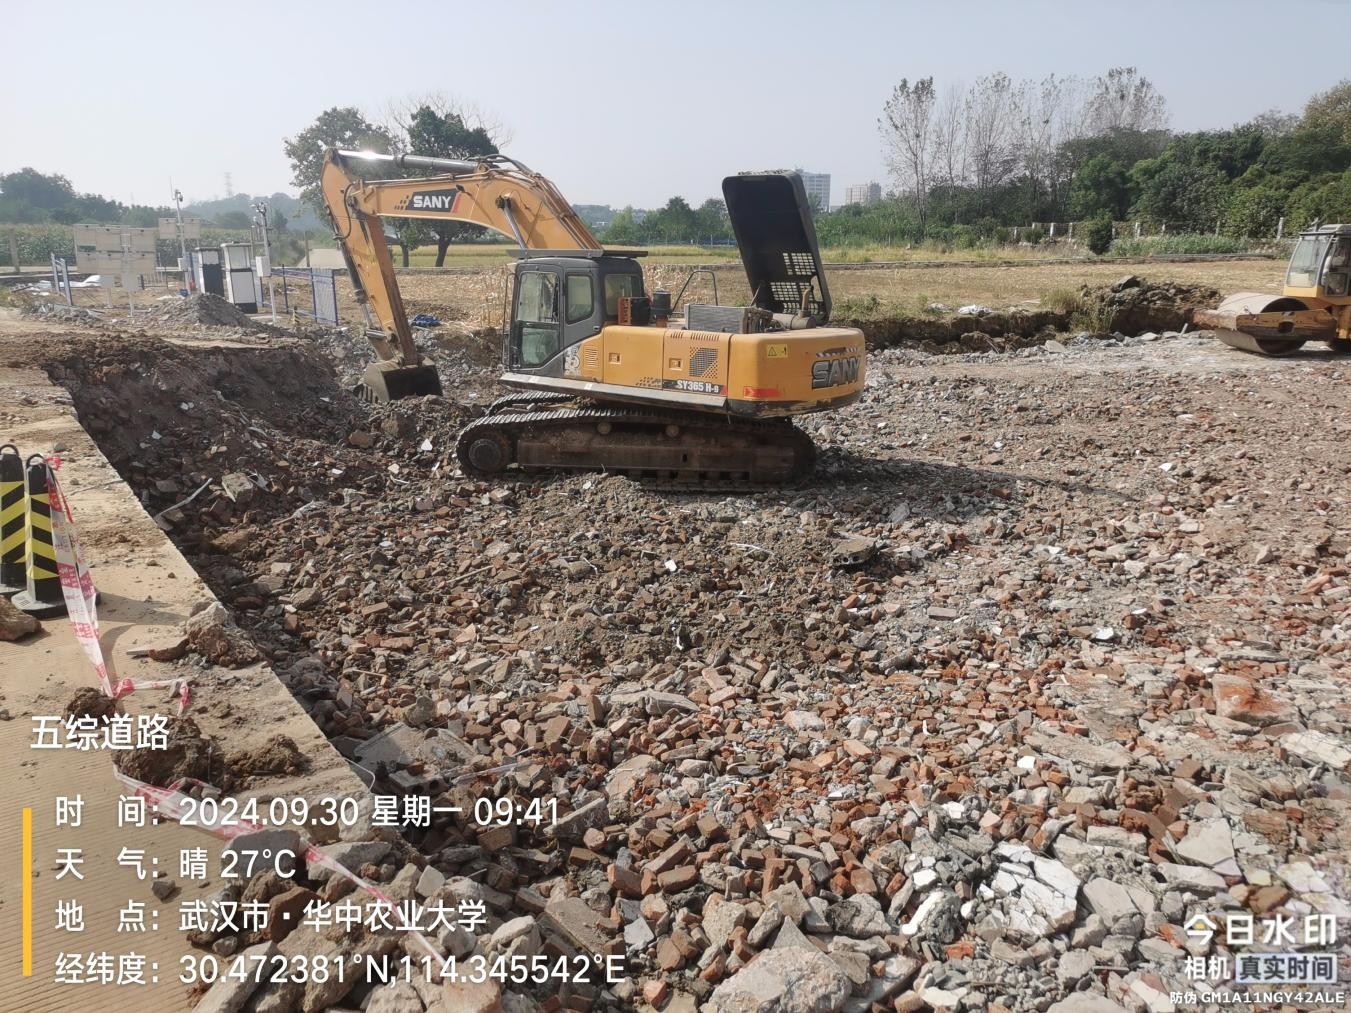 SANY
SANY
SY365 H-9
五综道路
时 间：2024.09.30 星期一 09:41
天 气：晴 27°C
地 点：武汉市·华中农业大学
经纬度：30.472381°N,114.345542°E
今日水印
相机 真实时间
防伪 GM1A11NGY42ALE